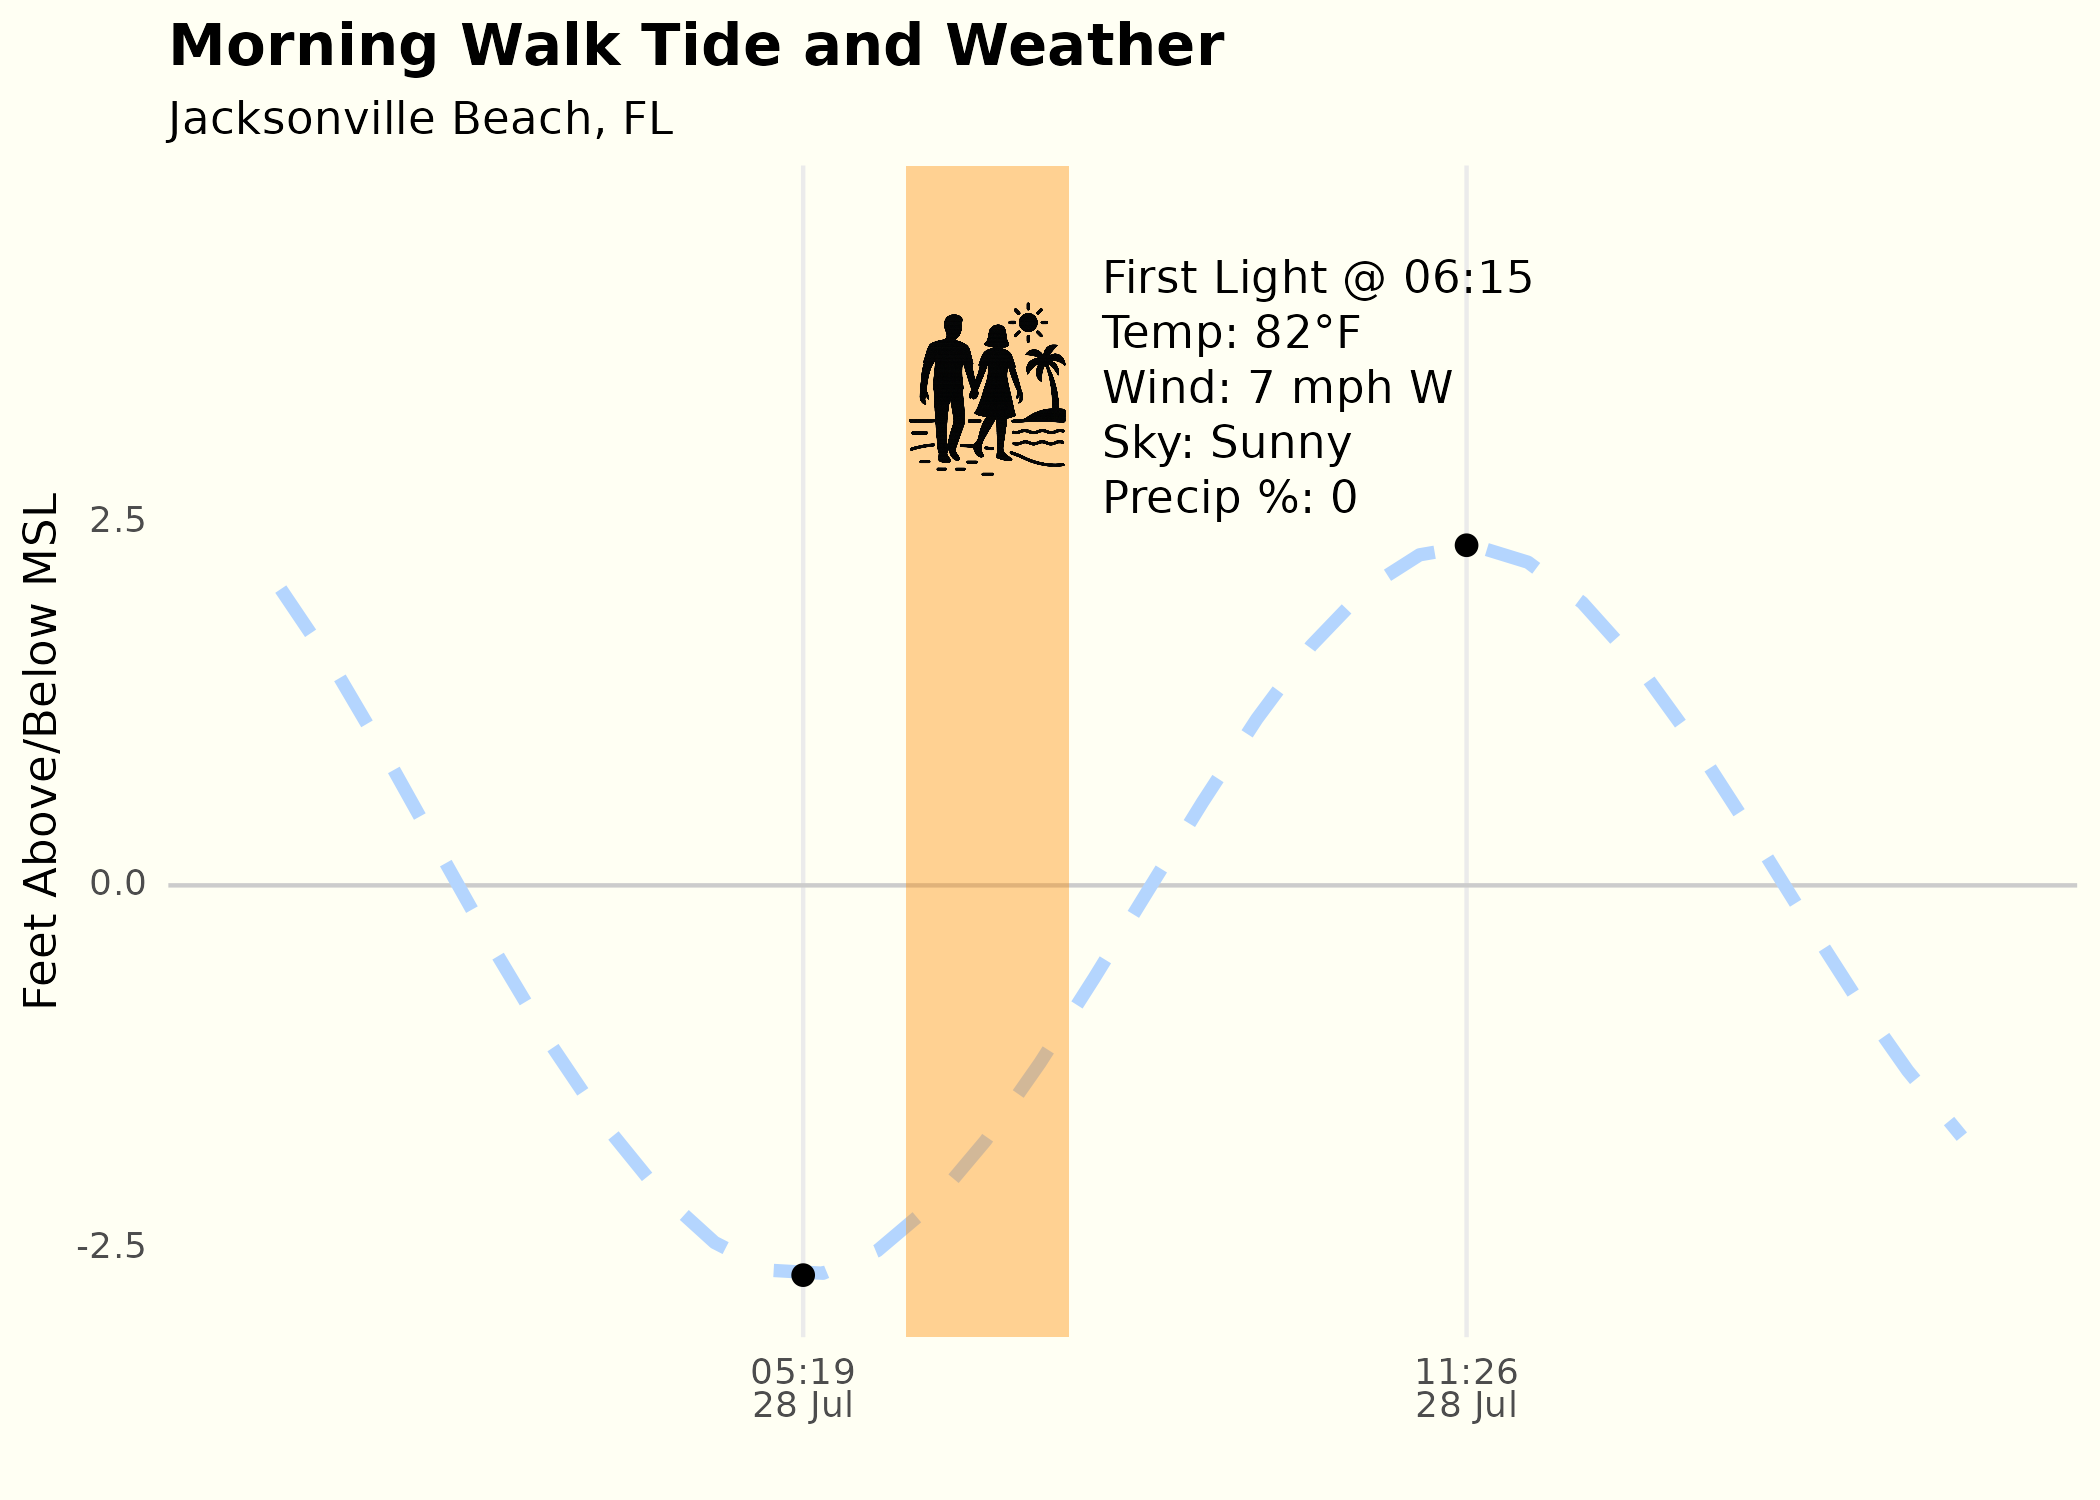 Morning Walk Tide and Weather
Jacksonville Beach, FL
First Light @ 06:15
Temp: 82°F
Wind: 7 mph W
Sky: Sunny
Precip %: 0
Feet Above/Below MSL
2.5
0.0
-2.5
05:19
28 Jul
11:26
28 Jul